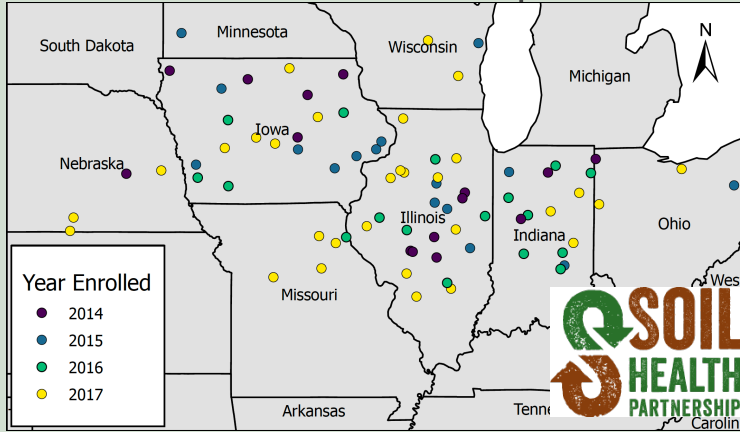 South Dakota
Minnesota
Wisconsin
N
Michigan
Iowa
Nebraska
Illinois
Indiana
Ohio
Missouri
Wes
Year Enrolled
2014
2015
2016
2017
SOIL
HEALTH
PARTNERSHIP
Arkansas
Tenne
Carolin